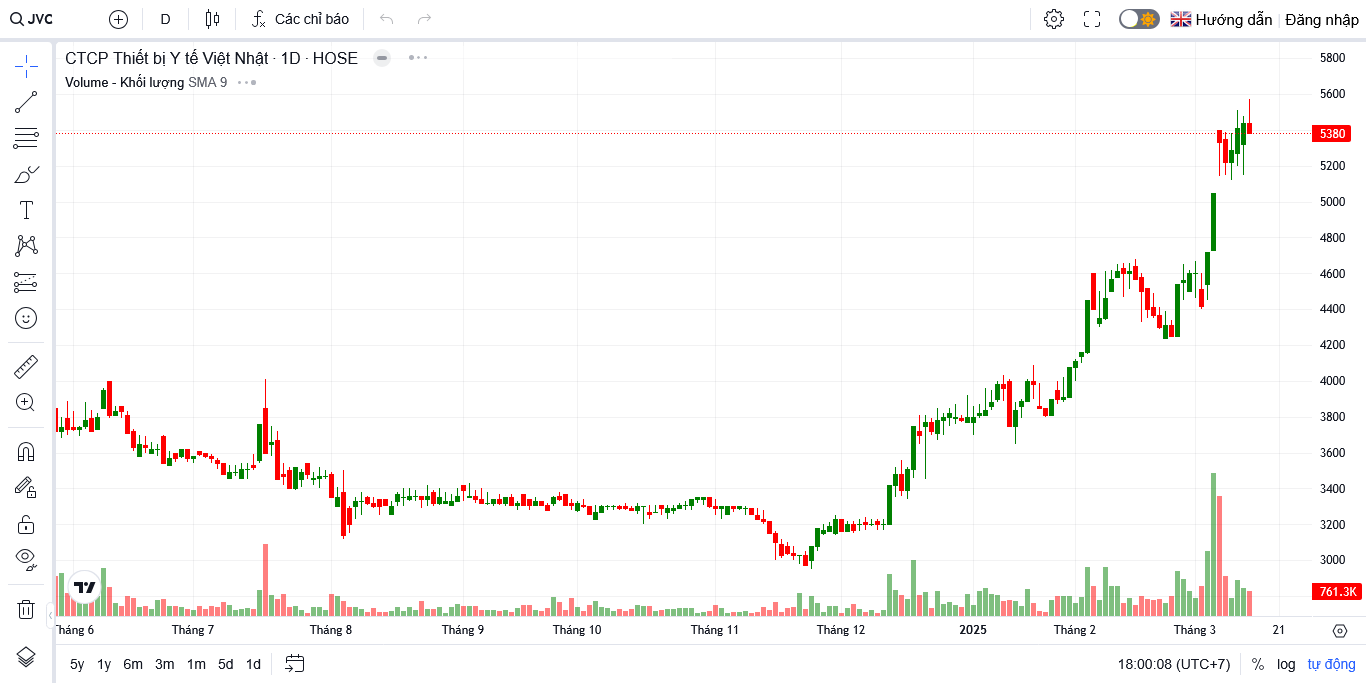 JVC D Các chỉ báo Hướng dẫn Đăng nhập
CTCP Thiết bị Y tế Việt Nhật · 1D · HOSE
Volume - Khối lượng SMA 9
5800
5600
5380
5200
5000
4800
4600
4400
4200
4000
3800
3600
3400
3200
3000
761.3K
Tháng 6 Tháng 7 Tháng 8 Tháng 9 Tháng 10 Tháng 11 Tháng 12 2025 Tháng 2 Tháng 3 21
5y 1y 6m 3m 1m 5d 1d 18:00:08 (UTC+7) % log tự động